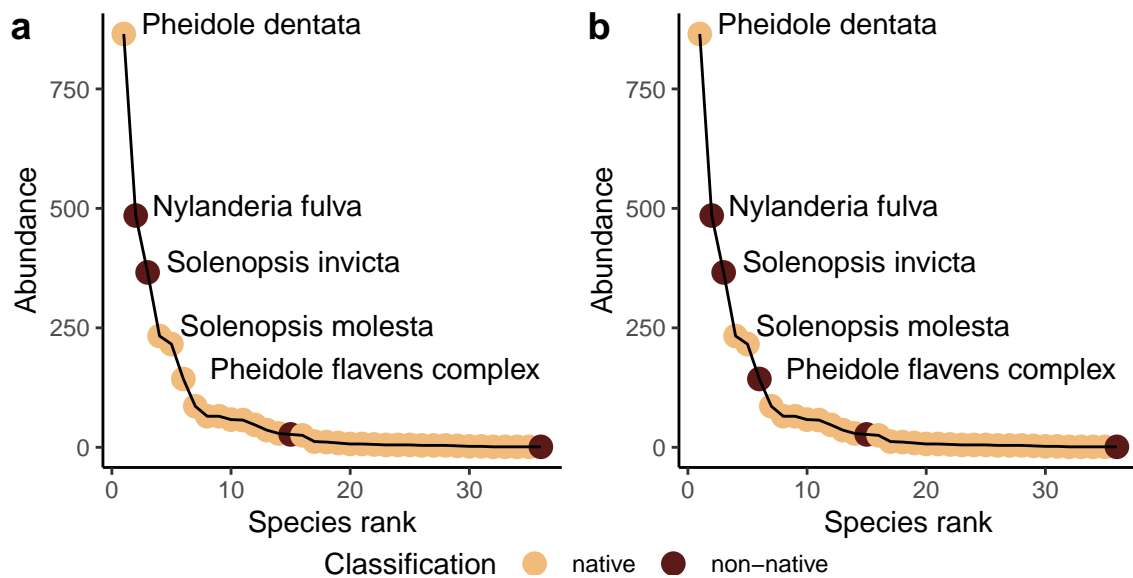 a
Pheidole dentata
Nylanderia fulva
Solenopsis invicta
Solenopsis molesta
Pheidole flavens complex
Abundance
750
500
250
0
0 10 20 30
Species rank
b
Pheidole dentata
Nylanderia fulva
Solenopsis invicta
Solenopsis molesta
Pheidole flavens complex
Abundance
750
500
250
0
0 10 20 30
Species rank
Classification native non−native